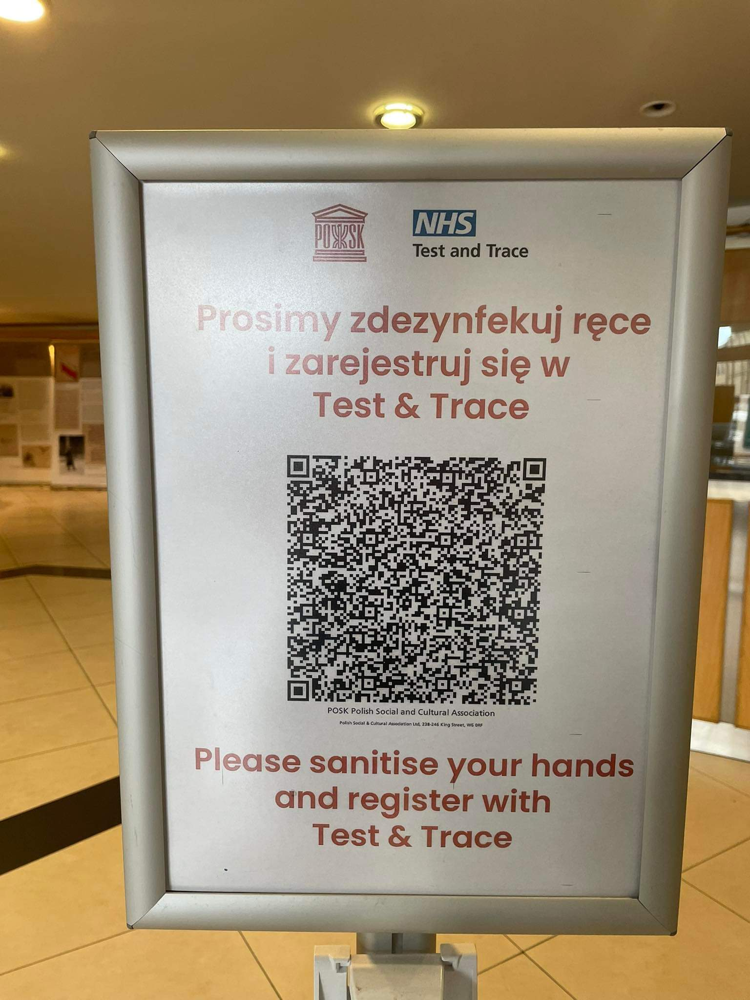 POSK
NHS
Test and Trace
Prosimy zdezynfekuj ręce
i zarejestruj się w
Test & Trace
POSK Polish Social and Cultural Association
Polish Social & Cultural Association Ltd, 238-246 King Street, W6 0RF
Please sanitise your hands
and register with
Test & Trace